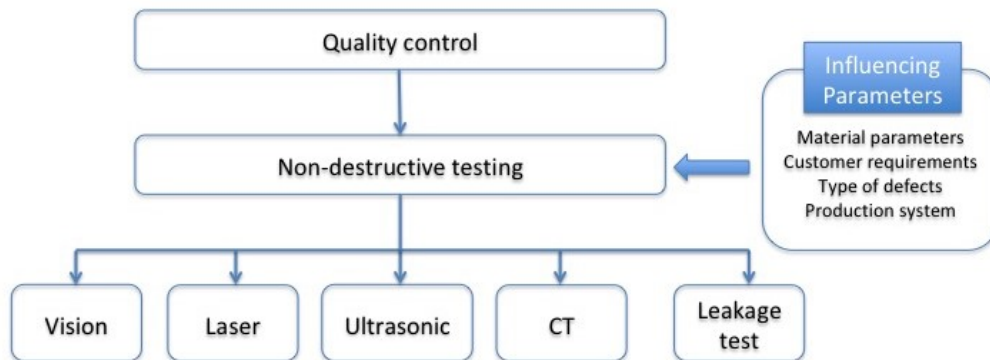 Quality control
Influencing
Parameters
Material parameters
Customer requirements
Type of defects
Production system
Non-destructive testing
Vision
Laser
Ultrasonic
CT
Leakage
test